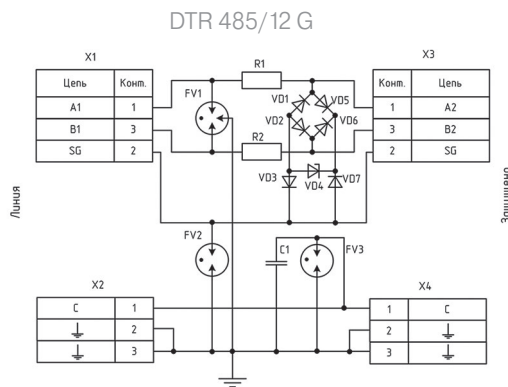 DTR 485/12 G
X1
Цепь Конт.
A1 1
B1 3
SG 2
X3
Конт. Цепь
1 A2
3 B2
2 SG
R1
FV1
VD1
VD5
VD2
VD6
R2
VD3
VD4
VD7
Линия
Защищено
FV2
C1
FV3
X2
C 1
2
3
X4
1 C
2
3